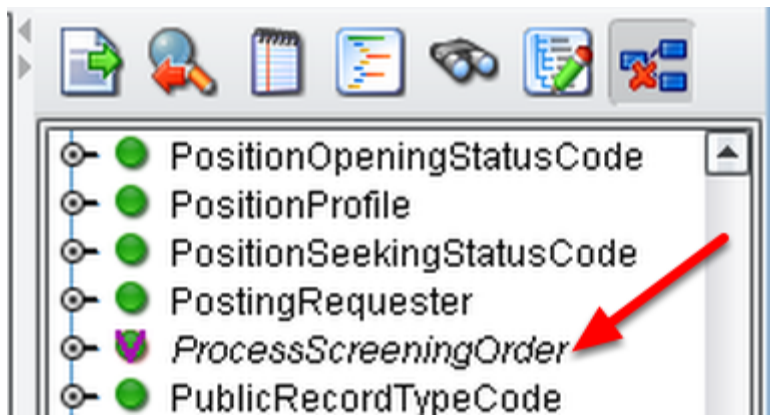 PositionOpeningStatusCode
PositionProfile
PositionSeekingStatusCode
PostingRequester
ProcessScreeningOrder
PublicRecordTypeCode